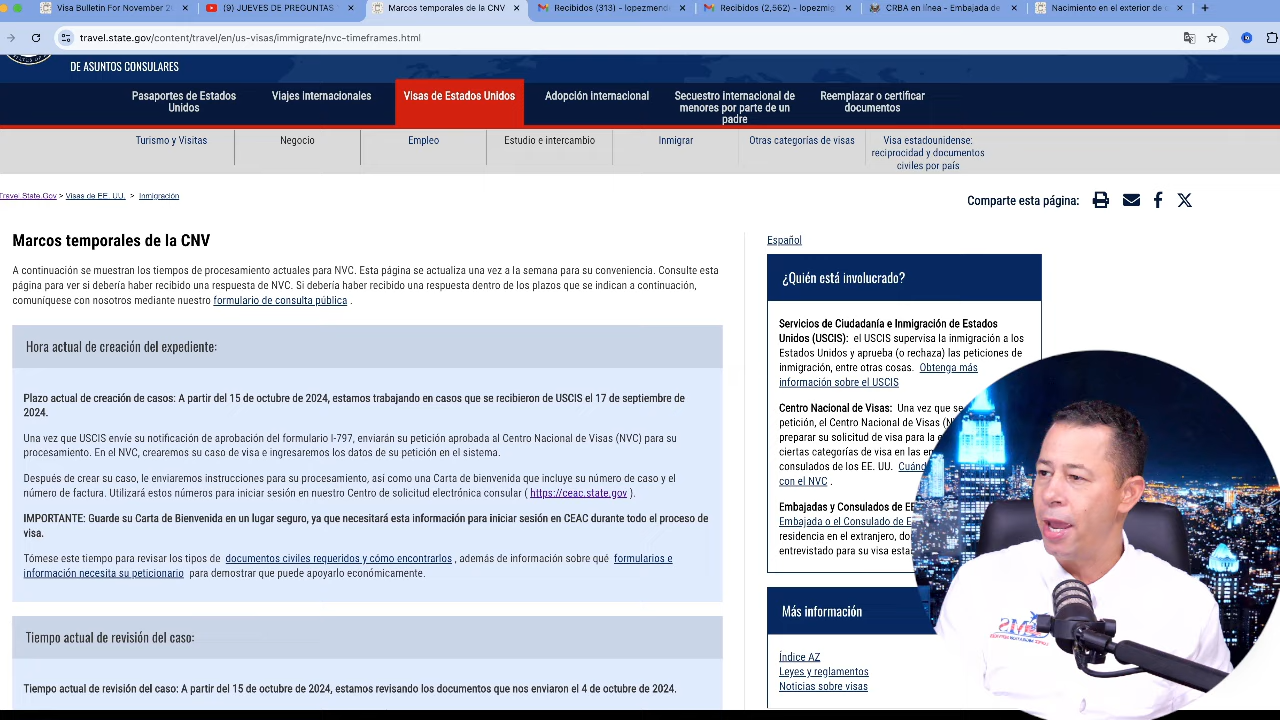 Visas Bulletin For November 20
(9) JUEVES DE PREGUNTAS
Marcos temporales de la CNV
Recibidos (313) - lopezmend
Recibidos (2,562) - lopezmig
CRBA en línea - Embajada de
Nacimiento en el exterior de
travel.state.gov/content/travel/en/us-visas/immigrate/nvc-timeframes.html
DE ASUNTOS CONSULARES
Pasaportes de Estados
Unidos
Viajes Internacionales
Visas de Estados Unidos
Adopción internacional
Secuestro internacional de
menores por parte de un
padre
Reemplazar o certificar
documentos
Turismo y Visitas
Negocio
Empleo
Estudio e intercambio
Inmigrar
Otras categorías de visas
Visa estadounidense:
reciprocidad y documentos
civiles por país
Travel.State.Gov > Visas de EE. UU. > Inmigración
Comparte esta página:
Marcos temporales de la CNV
A continuación se muestran los tiempos de procesamiento actuales para NVC. Esta página se actualiza una vez a la semana para su conveniencia. Consulte esta
página para ver si debería haber recibido una respuesta de NVC. Si debería haber recibido una respuesta dentro de los plazos que se indican a continuación,
comuníquese con nosotros mediante nuestro formulario de consulta pública .
Hora actual de creación del expediente:
Plazo actual de creación de casos: A partir del 15 de octubre de 2024, estamos trabajando en casos que se recibieron de USCIS el 17 de septiembre de
2024.
Una vez que USCIS envíe su notificación de aprobación del formulario I-797, enviarán su petición aprobada al Centro Nacional de Visas (NVC) para su
procesamiento. En el NVC, crearemos su caso de visa e ingresaremos los datos de su petición en el sistema.
Después de crear su caso, le enviaremos instrucciones de pre-procesamiento, así como una Carta de bienvenida que incluye su número de caso y el
número de factura. Utilizará estos números para iniciar sesión en nuestro Centro de solicitud electrónica consular ( https://ceac.state.gov ).
IMPORTANTE: Guarde su Carta de Bienvenida en un lugar seguro, ya que necesitará esta información para iniciar sesión en CEAC durante todo el proceso d
visa.
Tómese este tiempo para revisar los tipos de documentos civiles requeridos y cómo encontrarlos , además de información sobre qué formularios e
información necesita su peticionario para demostrar que puede apoyarlo económicamente.
Tiempo actual de revisión del caso:
Tiempo actual de revisión del caso: A partir del 15 de octubre de 2024, estamos revisando los documentos que nos enviaron el 4 de octubre de 2024.
Español
¿Quién está involucrado?
Servicios de Ciudadanía e Inmigración de Estados
Unidos (USCIS): el USCIS supervisa la inmigración a los
Estados Unidos y aprueba (o rechaza) las peticiones de
inmigración, entre otras cosas. Obtenga más
información sobre el USCIS
Centro Nacional de Visas: Una vez que se
petición, el Centro Nacional de Visas (N
preparar su solicitud de visa para la
ciertas categorías de visa en las em
consulados de los EE. UU. Cuánd
con el NVC .
Embajadas y Consulados de EE
Embajada o el Consulado de E
residencia en el extranjero, do
entrevistado para su visa esta
Más información
Índice AZ
Leyes y reglamentos
Noticias sobre visas